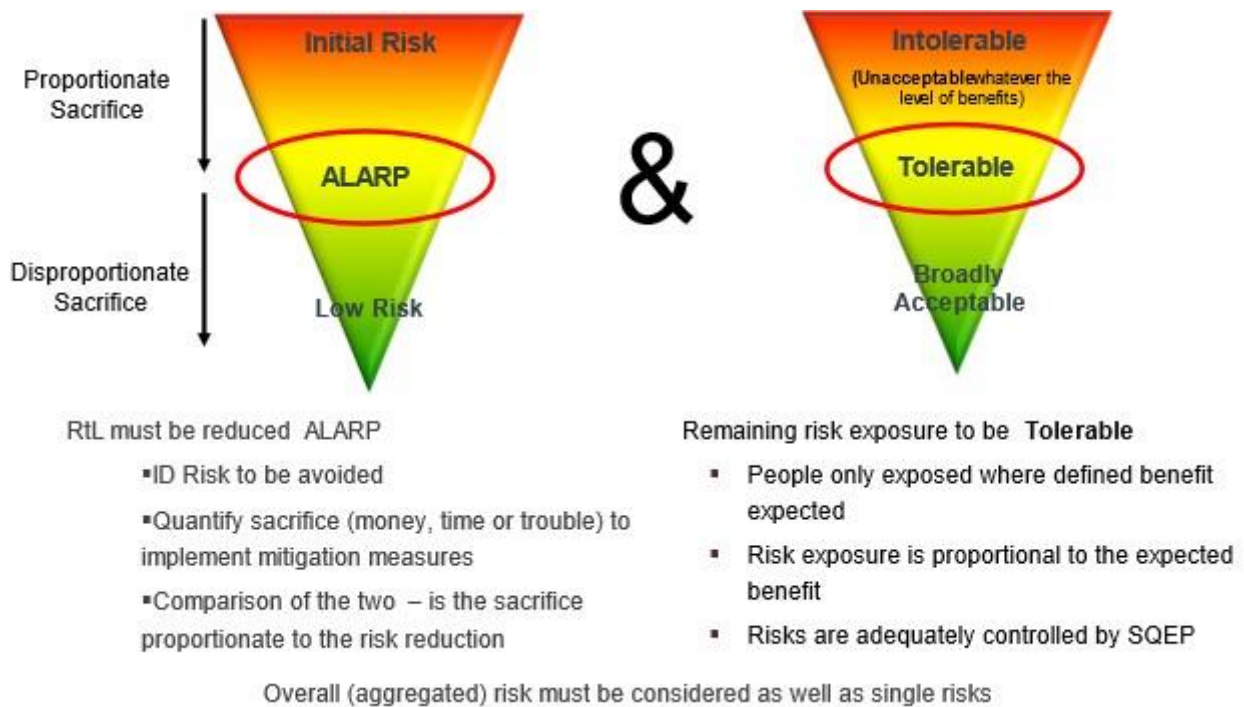 Proportionate
Sacrifice
Disproportionate
Sacrifice
Initial Risk
ALARP
Low Risk
&
Intolerable
(Unacceptablewhatever the
level of benefits)
Tolerable
Broadly
Acceptable
RtL must be reduced ALARP
▪ID Risk to be avoided
▪Quantify sacrifice (money, time or trouble) to
implement mitigation measures
▪Comparison of the two – is the sacrifice
proportionate to the risk reduction
Remaining risk exposure to be Tolerable
▪ People only exposed where defined benefit
expected
▪ Risk exposure is proportional to the expected
benefit
▪ Risks are adequately controlled by SQEP
Overall (aggregated) risk must be considered as well as single risks